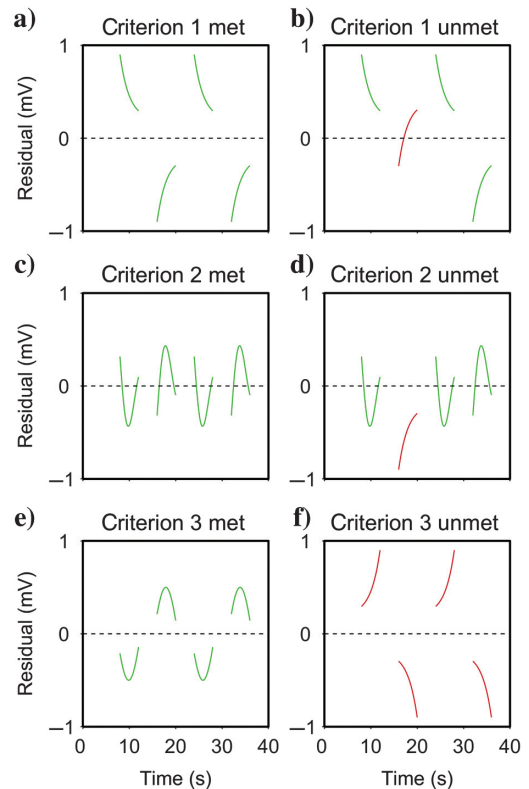 a) Criterion 1 met
b) Criterion 1 unmet
Residual (mV)
1
0
–1
c) Criterion 2 met
d) Criterion 2 unmet
Residual (mV)
1
0
–1
e) Criterion 3 met
f) Criterion 3 unmet
Residual (mV)
1
0
–1
0 10 20 30 40
0 10 20 30 40
Time (s)
Time (s)